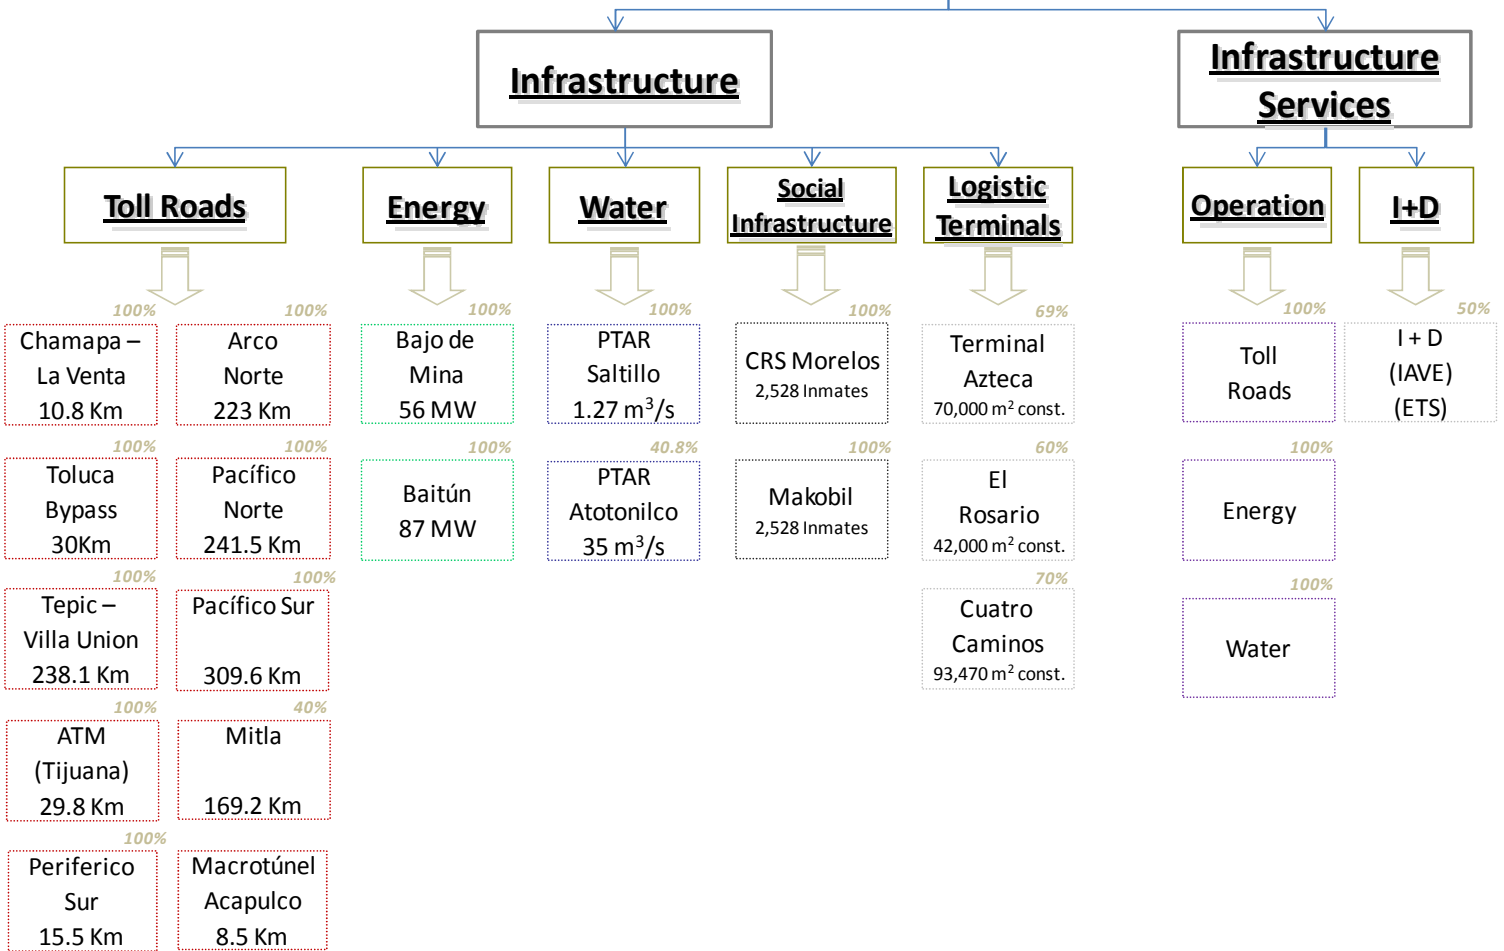 Infrastructure
Infrastructure
Services
Toll Roads
Energy
Water
Social
Infrastructure
Logistic
Terminals
Operation
I+D
100%
Chamapa –
La Venta
10.8 Km
100%
Arco
Norte
223 Km
100%
Bajo de
Mina
56 MW
100%
PTAR
Saltillo
1.27 m³/s
100%
CRS Morelos
2,528 Inmates
69%
Terminal
Azteca
70,000 m² const.
100%
Toll
Roads
50%
I + D
(IAVE)
(ETS)
100%
Toluca
Bypass
30Km
100%
Pacífico
Norte
241.5 Km
100%
Baitún
87 MW
40.8%
PTAR
Atotonilco
35 m³/s
100%
Makobil
2,528 Inmates
60%
El
Rosario
42,000 m² const.
100%
Energy
100%
Tepic –
Villa Union
238.1 Km
100%
Pacífico Sur
309.6 Km
70%
Cuatro
Caminos
93,470 m² const.
100%
Water
100%
ATM
(Tijuana)
29.8 Km
40%
Mitla
169.2 Km
100%
Periferico
Sur
15.5 Km
Macrotúnel
Acapulco
8.5 Km